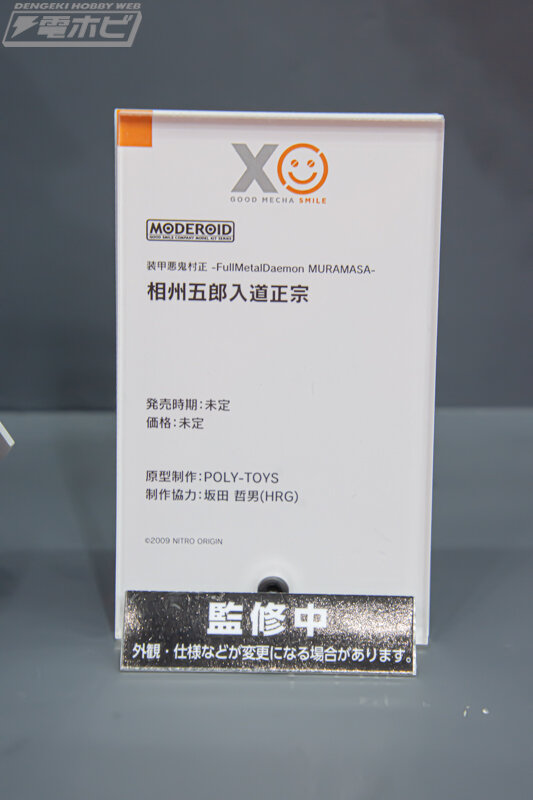 DENGEKI HOBBY WEB
電ホビ
XO
GOOD MECHA SMILE
MODEROID
GOOD SMILE COMPANY MODEL KIT SERIES
装甲悪鬼村正 -FullMetalDaemon MURAMASA-
相州五郎入道正宗
発売時期:未定
価格:未定
原型制作:POLY-TOYS
制作協力:坂田 哲男(HRG)
©2009 NITRO ORIGIN
監修中
外観・仕様などが変更になる場合があります。